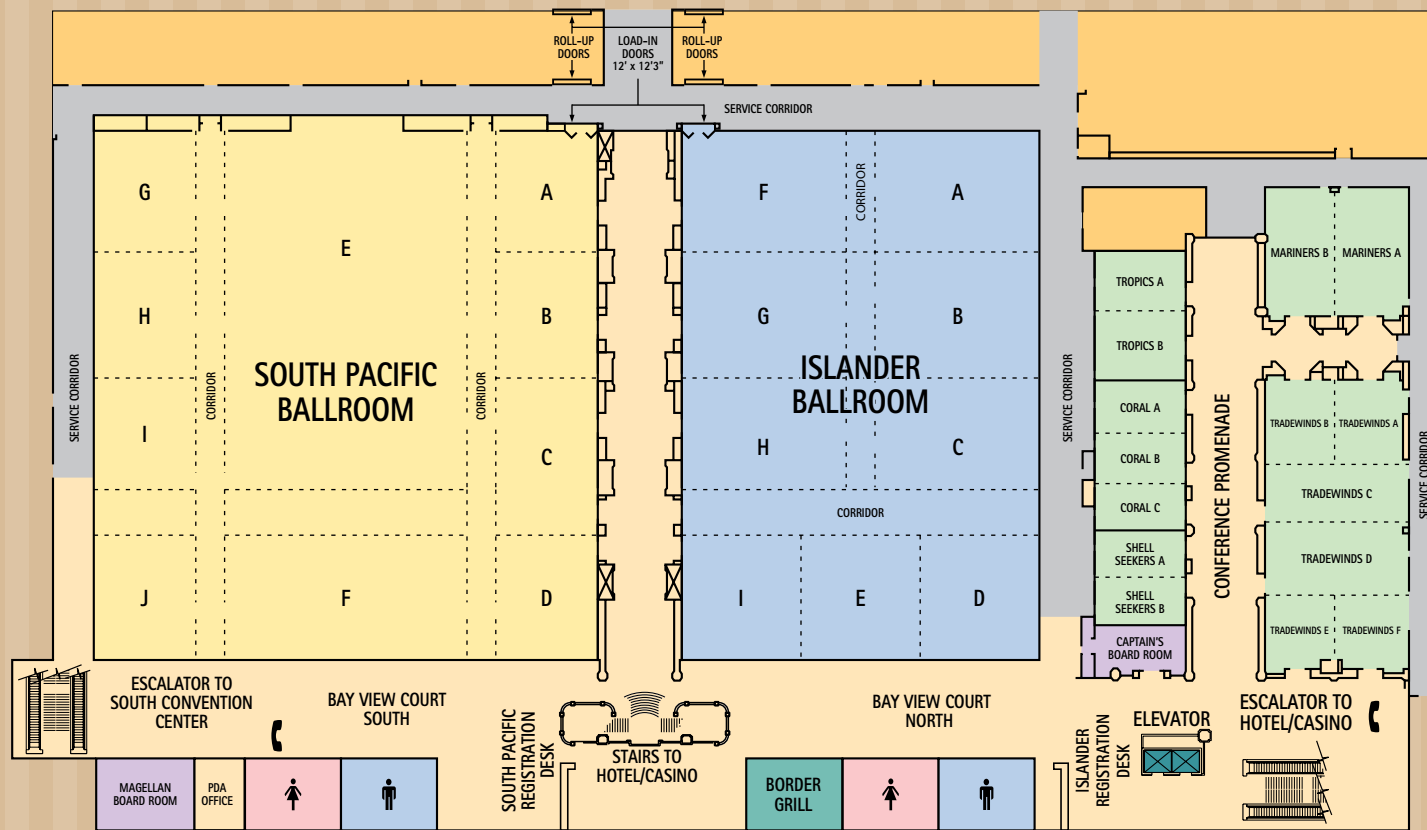 ROLL-UP
DOORS
LOAD-IN
DOORS
12' x 12'3"
ROLL-UP
DOORS
SERVICE CORRIDOR
G
E
A
F
CORRIDOR
A
MARINERS B
MARINERS A
TROPICS A
H
B
G
B
TROPICS B
SERVICE CORRIDOR
CORRIDOR
SOUTH PACIFIC
BALLROOM
CORRIDOR
ISLANDER
BALLROOM
SERVICE CORRIDOR
CORAL A
CONFERENCE PROMENADE
TRADEWINDS B
TRADEWINDS A
I
C
H
C
CORAL B
SERVICE CORRIDOR
TRADEWINDS C
CORAL C
CORRIDOR
SHELL
SEEKERS A
TRADEWINDS D
J
F
D
I
E
D
SHELL
SEEKERS B
TRADEWINDS E
TRADEWINDS F
CAPTAIN'S
BOARD ROOM
ESCALATOR TO
SOUTH CONVENTION
CENTER
BAY VIEW COURT
SOUTH
SOUTH PACIFIC
REGISTRATION
DESK
STAIRS TO
HOTEL/CASINO
BAY VIEW COURT
NORTH
ISLANDER
REGISTRATION
DESK
ELEVATOR
ESCALATOR TO
HOTEL/CASINO
MAGELLAN
BOARD ROOM
PDA
OFFICE
BORDER
GRILL